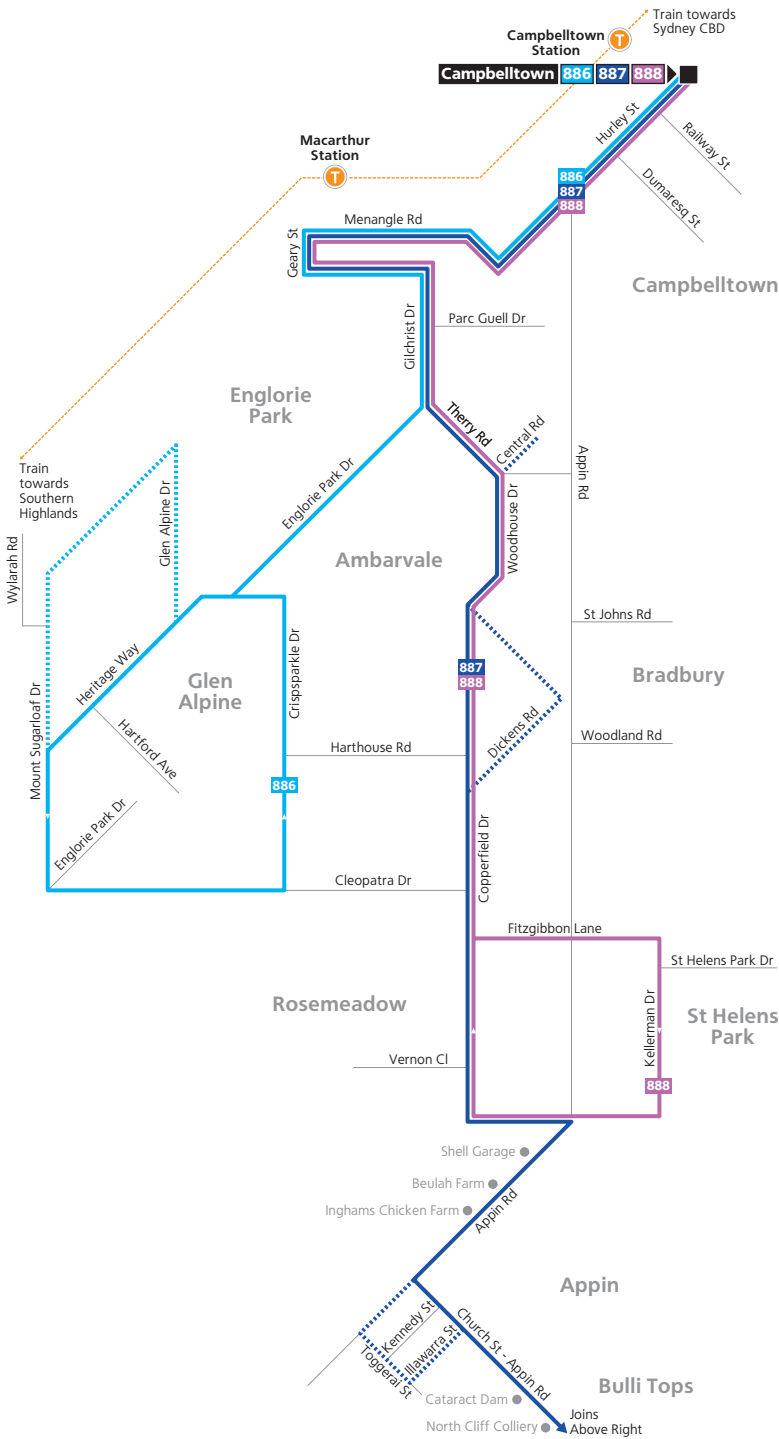 Train towards
Sydney CBD
Campbelltown
Station
T
Campbelltown 886 887 888
Hurley St
Railway St
Dumaresq St
Macarthur
Station
T
886
887
888
Menangle Rd
Geary St
Campbelltown
Parc Guell Dr
Gilchrist Dr
Englorie
Park
Therry Rd
Central Rd
Appin Rd
Train
towards
Southern
Highlands
Englorie Park Dr
Glen Alpine Dr
Woodhouse Dr
Wylarah Rd
Ambarvale
St Johns Rd
Heritage Way
Crispsparkle Dr
887
888
Bradbury
Glen
Alpine
Mount Sugarloaf Dr
Hartford Ave
Dickens Rd
Woodland Rd
Harthouse Rd
886
Englorie Park Dr
Copperfield Dr
Cleopatra Dr
Fitzgibbon Lane
St Helens Park Dr
Rosemeadow
Kellerman Dr
St Helens
Park
Vernon Cl
888
Shell Garage
Beulah Farm
Inghams Chicken Farm
Appin Rd
Appin
Kennedy St
Church St - Appin Rd
Illawarra St
Toggerai St
Bulli Tops
Cataract Dam
Joins
Above Right
North Cliff Colliery